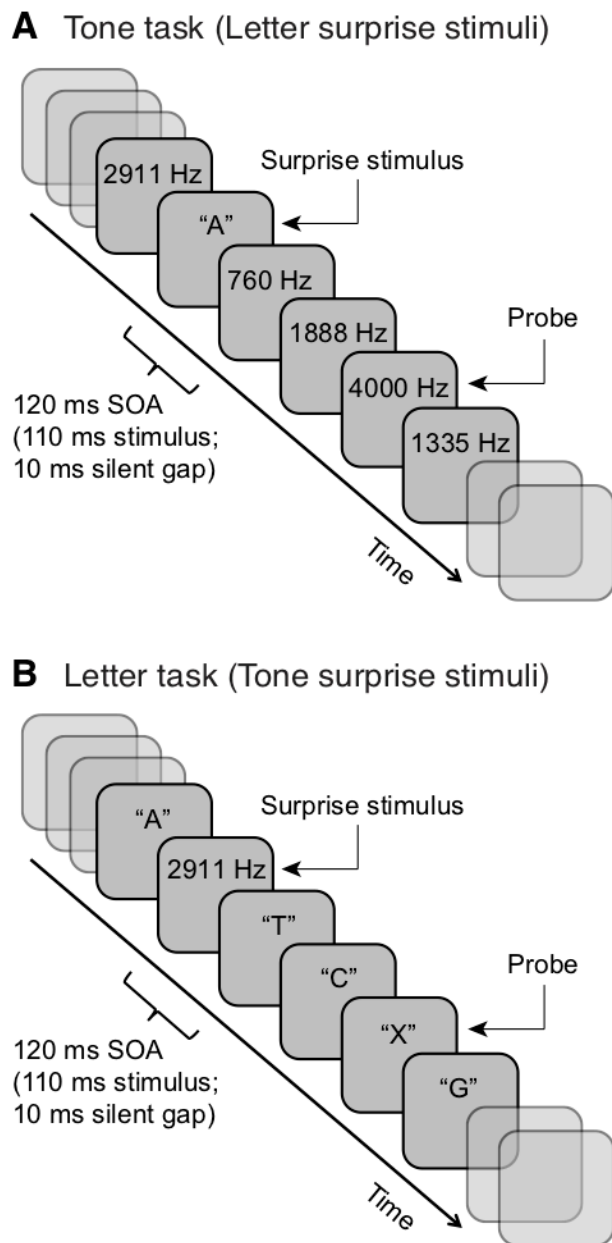 A Tone task (Letter surprise stimuli)
2911 Hz
Surprise stimulus
“A”
760 Hz
1888 Hz
Probe
4000 Hz
1335 Hz
120 ms SOA
(110 ms stimulus;
10 ms silent gap)
Time
B Letter task (Tone surprise stimuli)
“A”
Surprise stimulus
2911 Hz
“T”
“C”
Probe
“X”
“G”
120 ms SOA
(110 ms stimulus;
10 ms silent gap)
Time